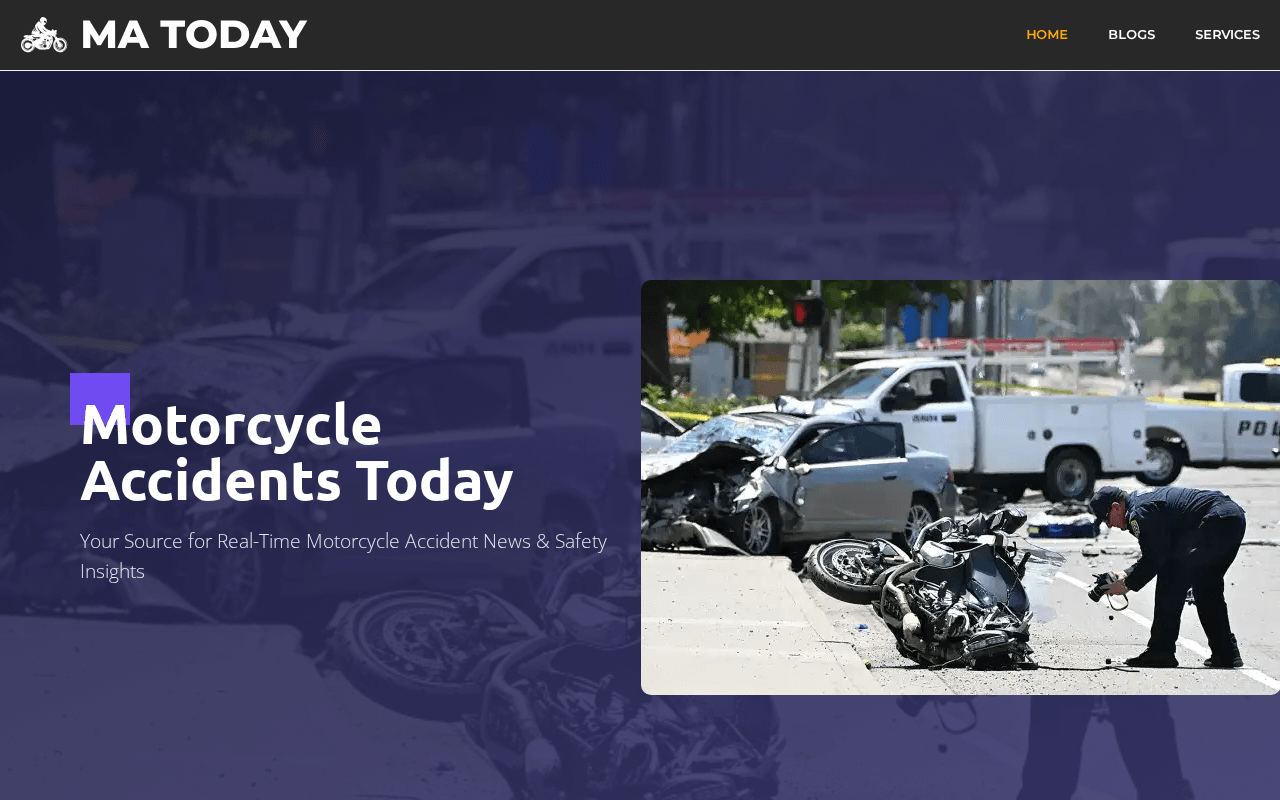 MA TODAY
HOME
BLOGS
SERVICES
Motorcycle
Accidents Today
Your Source for Real-Time Motorcycle Accident News & Safety
Insights
POL